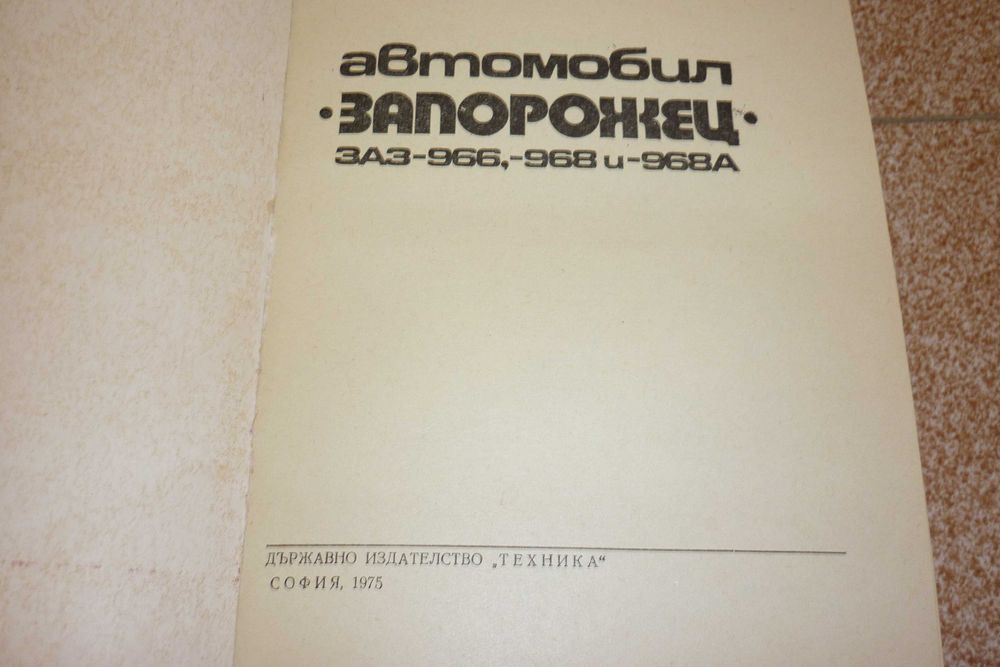 автомобил
·ЗАПОРОЖЕЦ·
ЗАЗ-966,-968 и -968А
ДЪРЖАВНО ИЗДАТЕЛСТВО „ТЕХНИКА“
СОФИЯ, 1975